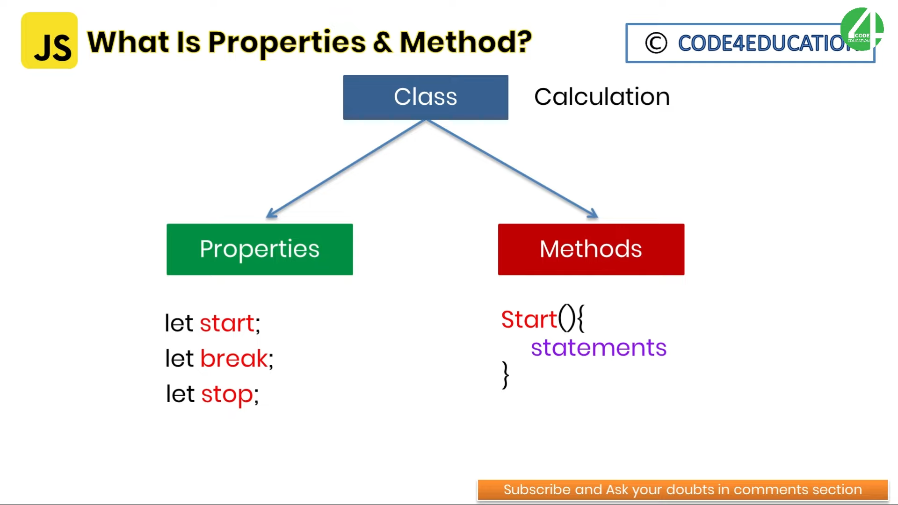 JS What Is Properties & Method?
© CODE4EDUCATION
Class Calculation
Properties
Methods
let start;
let break;
let stop;
Start(){
statements
}
Subscribe and Ask your doubts in comments section